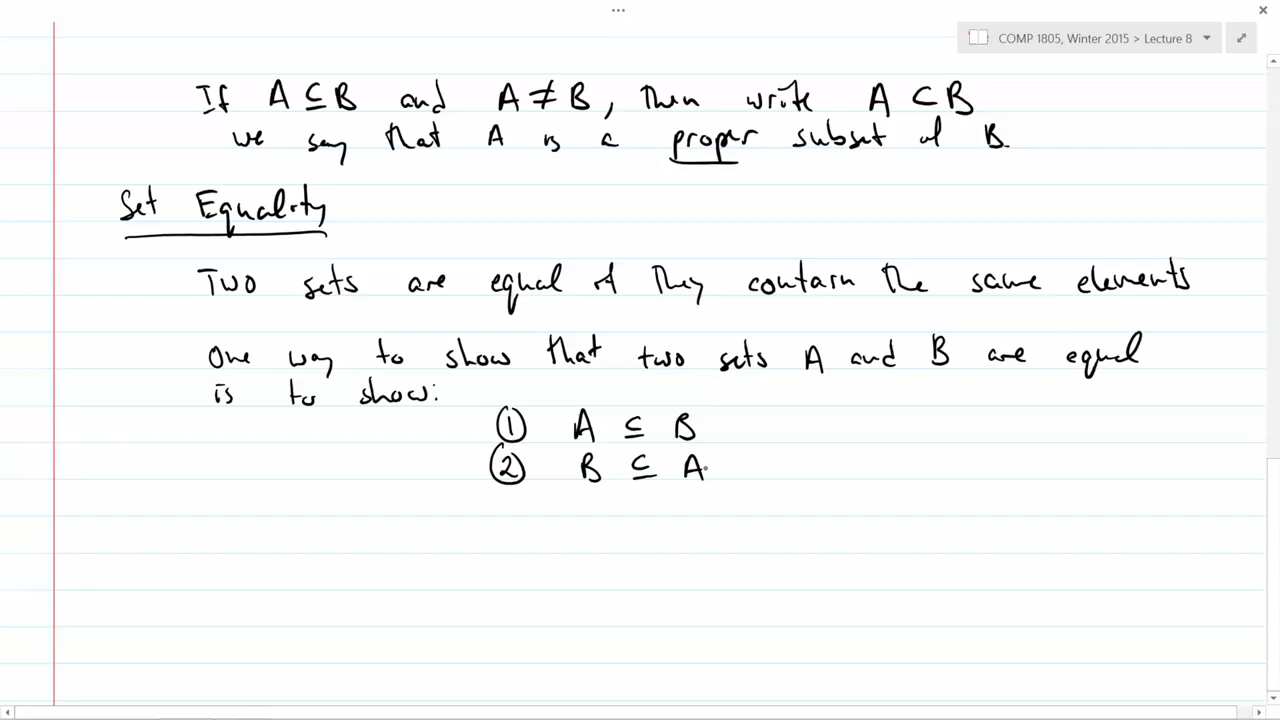 ...
COMP 1805, Winter 2015 > Lecture 8
If A ⊆ B and A ≠ B, then write A ⊂ B
we say that A is a proper subset of B.
Set Equality
Two sets are equal if they contain the same elements
One way to show that two sets A and B are equal
is to show:
① A ⊆ B
② B ⊆ A